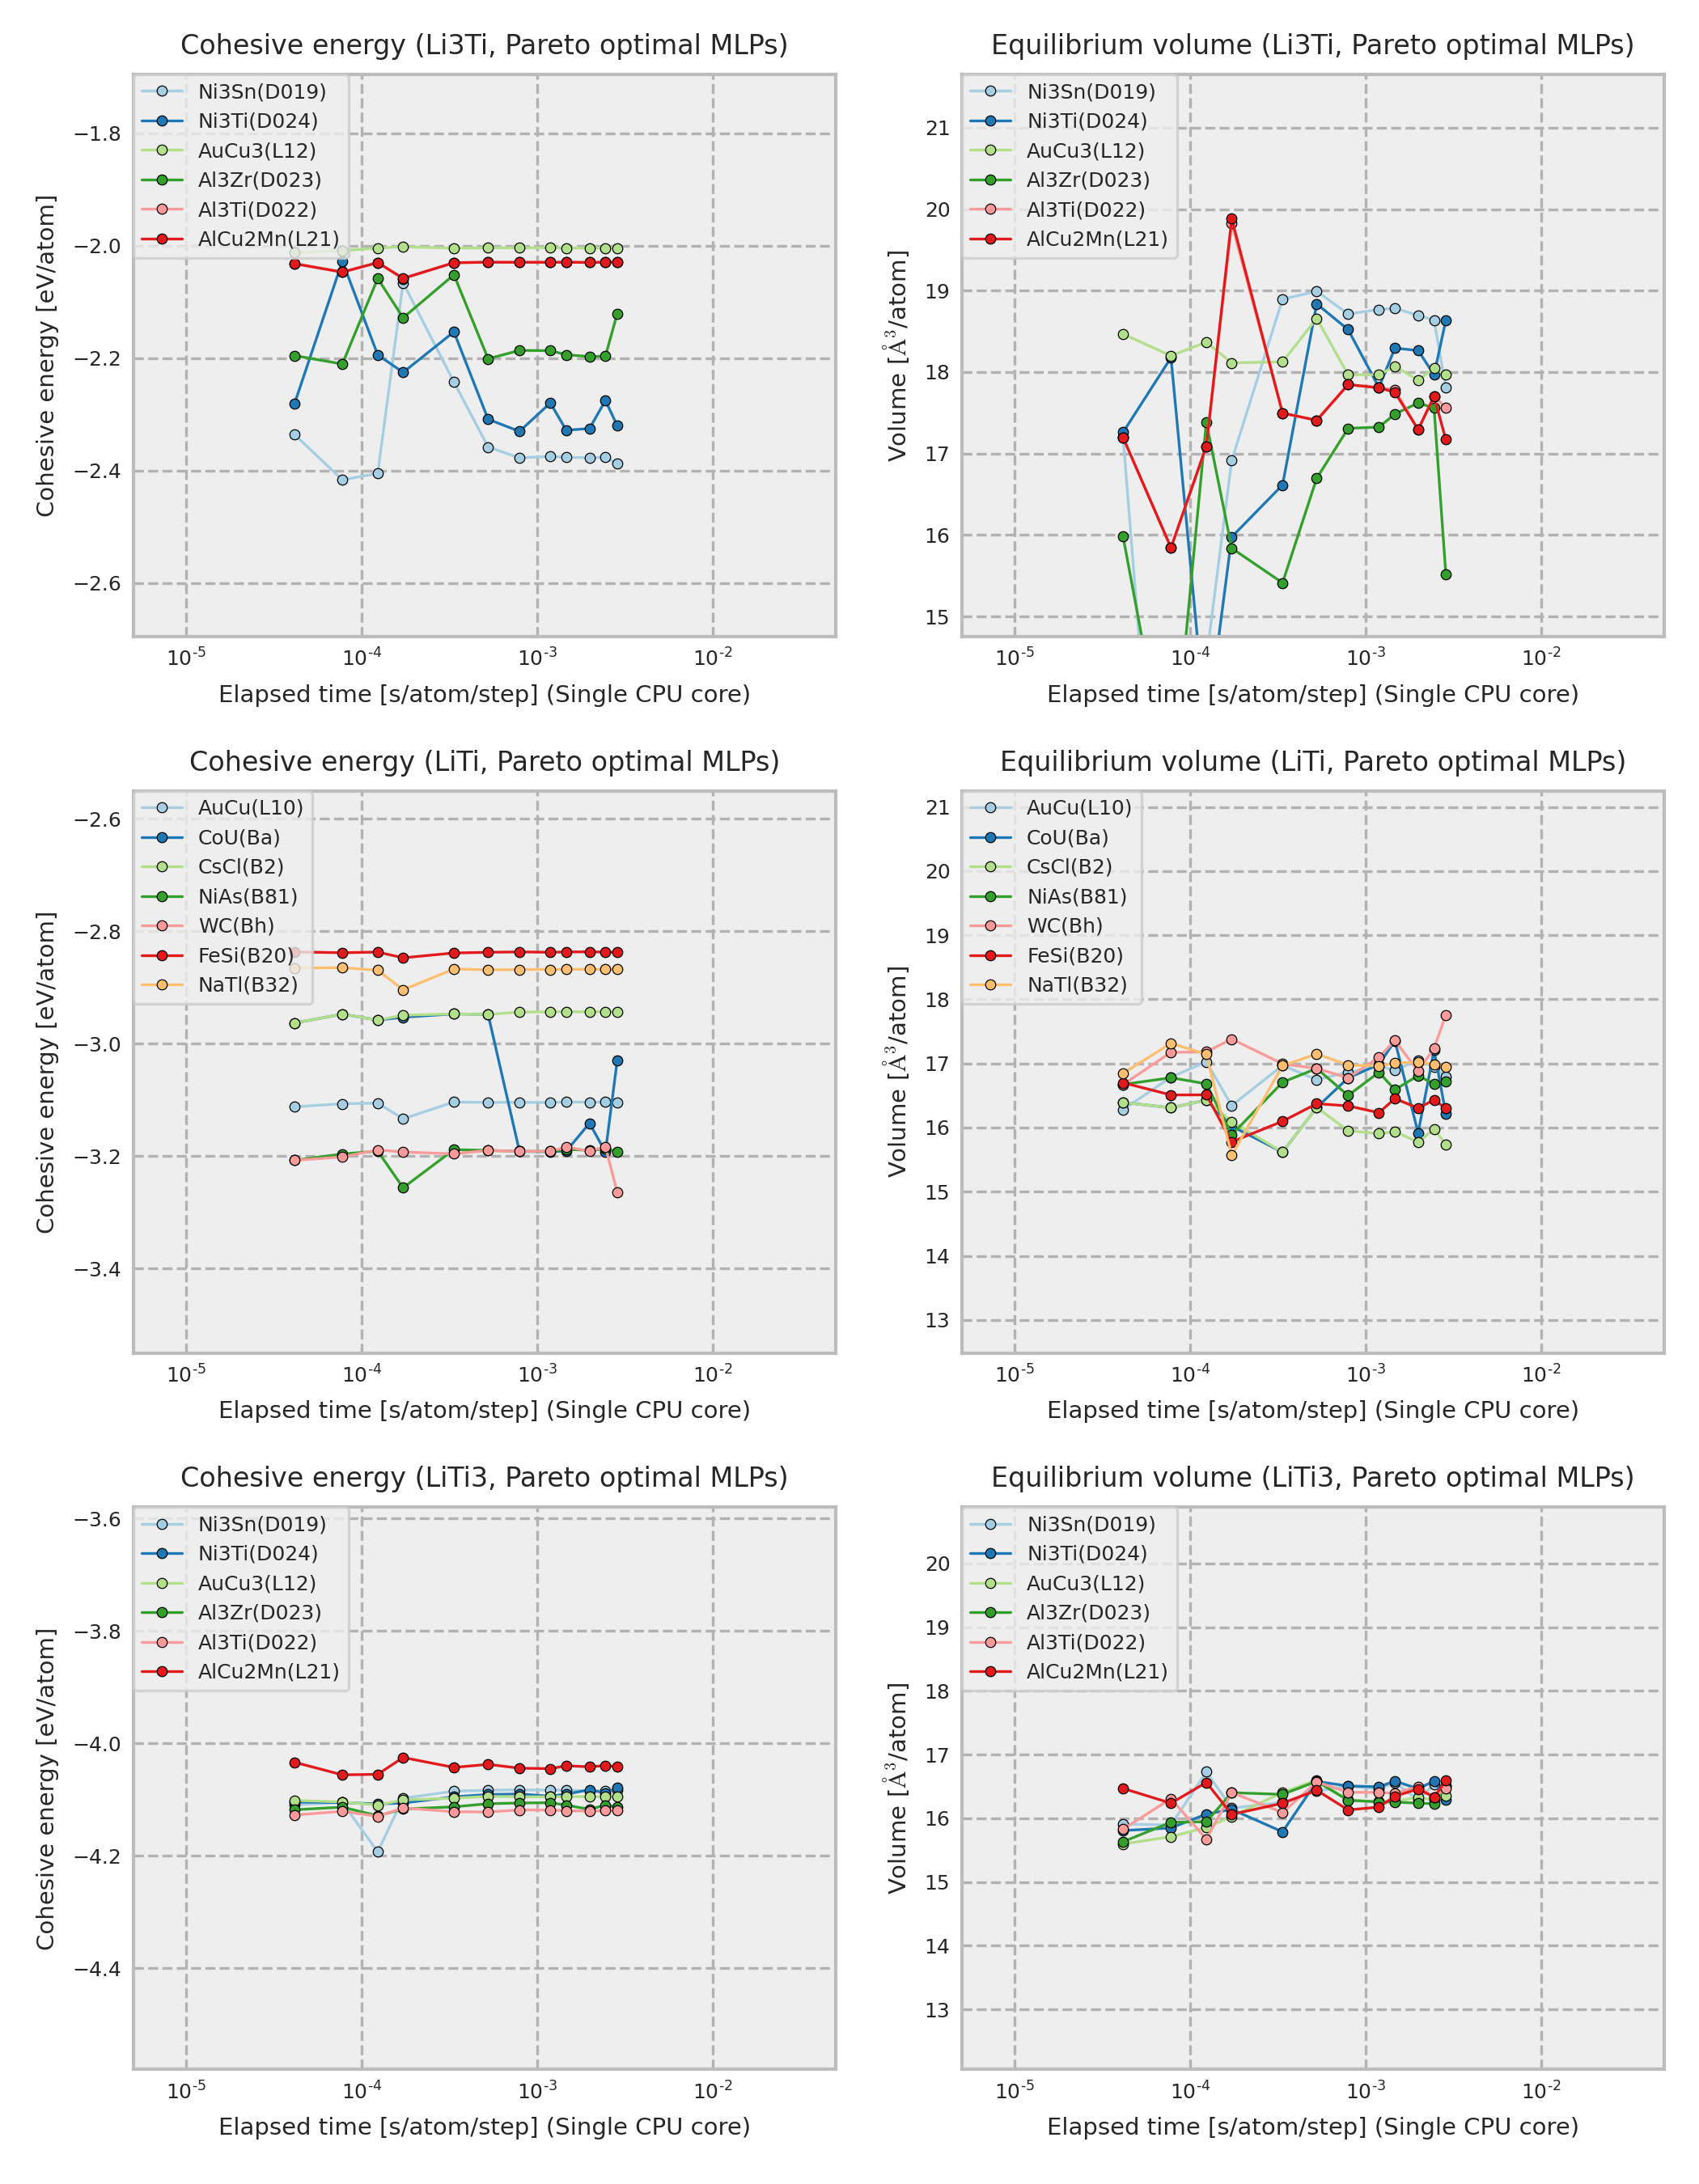 Cohesive energy (Li3Ti, Pareto optimal MLPs)
Ni3Sn(D019)
Ni3Ti(D024)
AuCu3(L12)
Al3Zr(D023)
Al3Ti(D022)
AlCu2Mn(L21)
Cohesive energy [eV/atom]
−1.8
−2.0
−2.2
−2.4
−2.6
10-5
10-4
10-3
10-2
Elapsed time [s/atom/step] (Single CPU core)
Equilibrium volume (Li3Ti, Pareto optimal MLPs)
Ni3Sn(D019)
Ni3Ti(D024)
AuCu3(L12)
Al3Zr(D023)
Al3Ti(D022)
AlCu2Mn(L21)
Volume [Å3/atom]
21
20
19
18
17
16
15
10-5
10-4
10-3
10-2
Elapsed time [s/atom/step] (Single CPU core)
Cohesive energy (LiTi, Pareto optimal MLPs)
AuCu(L10)
CoU(Ba)
CsCl(B2)
NiAs(B81)
WC(Bh)
FeSi(B20)
NaTl(B32)
Cohesive energy [eV/atom]
−2.6
−2.8
−3.0
−3.2
−3.4
10-5
10-4
10-3
10-2
Elapsed time [s/atom/step] (Single CPU core)
Equilibrium volume (LiTi, Pareto optimal MLPs)
AuCu(L10)
CoU(Ba)
CsCl(B2)
NiAs(B81)
WC(Bh)
FeSi(B20)
NaTl(B32)
Volume [Å3/atom]
21
20
19
18
17
16
15
14
13
10-5
10-4
10-3
10-2
Elapsed time [s/atom/step] (Single CPU core)
Cohesive energy (LiTi3, Pareto optimal MLPs)
Ni3Sn(D019)
Ni3Ti(D024)
AuCu3(L12)
Al3Zr(D023)
Al3Ti(D022)
AlCu2Mn(L21)
Cohesive energy [eV/atom]
−3.6
−3.8
−4.0
−4.2
−4.4
10-5
10-4
10-3
10-2
Elapsed time [s/atom/step] (Single CPU core)
Equilibrium volume (LiTi3, Pareto optimal MLPs)
Ni3Sn(D019)
Ni3Ti(D024)
AuCu3(L12)
Al3Zr(D023)
Al3Ti(D022)
AlCu2Mn(L21)
Volume [Å3/atom]
20
19
18
17
16
15
14
13
10-5
10-4
10-3
10-2
Elapsed time [s/atom/step] (Single CPU core)